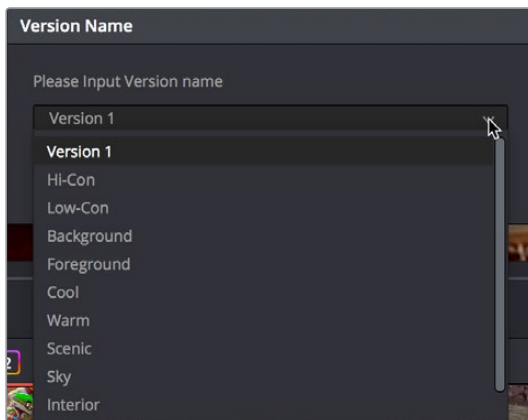 Version Name
Please Input Version name
Version 1
Version 1
Hi-Con
Low-Con
Background
Foreground
Cool
Warm
Scenic
Sky
Interior
2